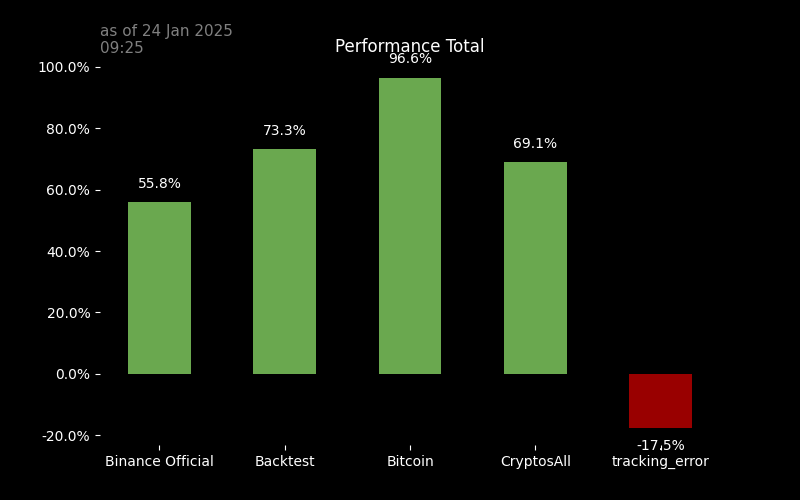 as of 24 Jan 2025
09:25
Performance Total
100.0%
80.0%
60.0%
40.0%
20.0%
0.0%
-20.0%
55.8%
73.3%
96.6%
69.1%
-17.5%
Binance Official
Backtest
Bitcoin
CryptosAll
tracking_error